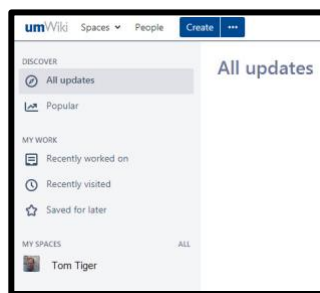 umWiki Spaces People Create •••
DISCOVER
All updates
Popular
MY WORK
Recently worked on
Recently visited
Saved for later
MY SPACES ALL
Tom Tiger
All updates